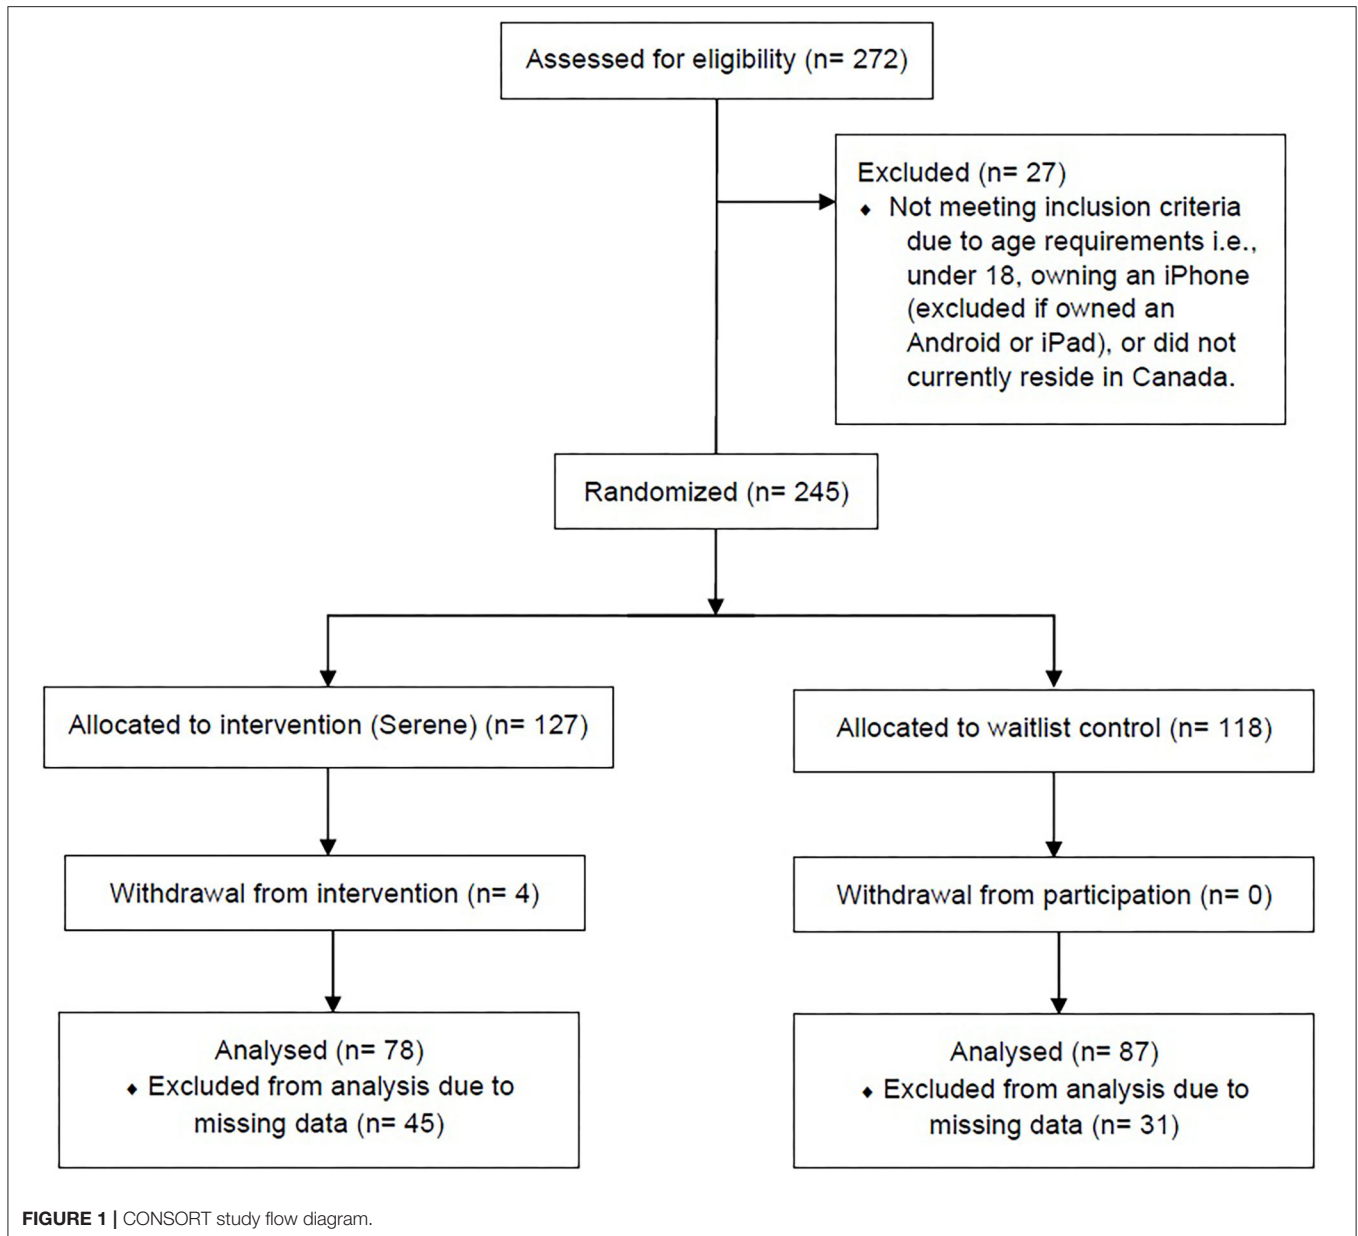 Assessed for eligibility (n= 272)
Excluded (n= 27)
⬥ Not meeting inclusion criteria
due to age requirements i.e.,
under 18, owning an iPhone
(excluded if owned an
Android or iPad), or did not
currently reside in Canada.
Randomized (n= 245)
Allocated to intervention (Serene) (n= 127)
Allocated to waitlist control (n= 118)
Withdrawal from intervention (n= 4)
Withdrawal from participation (n= 0)
Analysed (n= 78)
⬥ Excluded from analysis due to
missing data (n= 45)
Analysed (n= 87)
⬥ Excluded from analysis due to
missing data (n= 31)
FIGURE 1 | CONSORT study flow diagram.